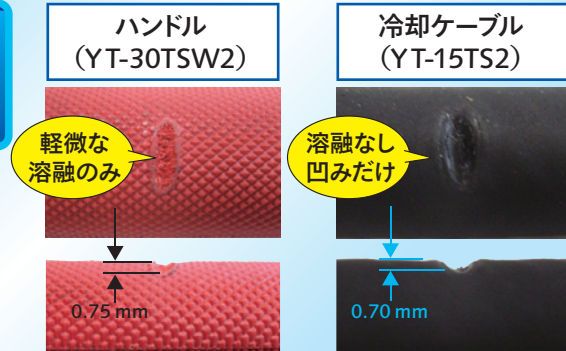 ハンドル
（YT-30TSW2）
軽微な
溶融のみ
0.75 mm
冷却ケーブル
（YT-15TS2）
溶融なし
凹みだけ
0.70 mm